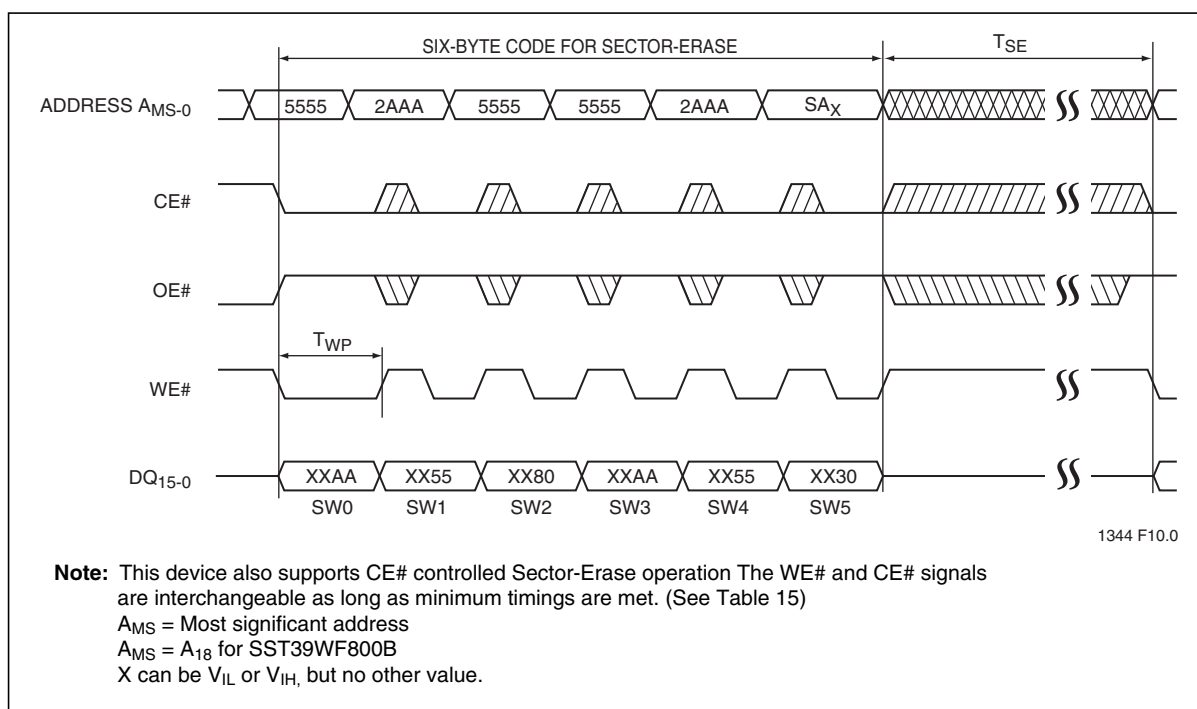 SIX-BYTE CODE FOR SECTOR-ERASE
TSE
ADDRESS AMS-0
5555 2AAA 5555 5555 2AAA SAX
CE#
OE#
TWP
WE#
DQ15-0
XXAA XX55 XX80 XXAA XX55 XX30
SW0 SW1 SW2 SW3 SW4 SW5
1344 F10.0
Note: This device also supports CE# controlled Sector-Erase operation The WE# and CE# signals
are interchangeable as long as minimum timings are met. (See Table 15)
AMS = Most significant address
AMS = A18 for SST39WF800B
X can be VIL or VIH, but no other value.